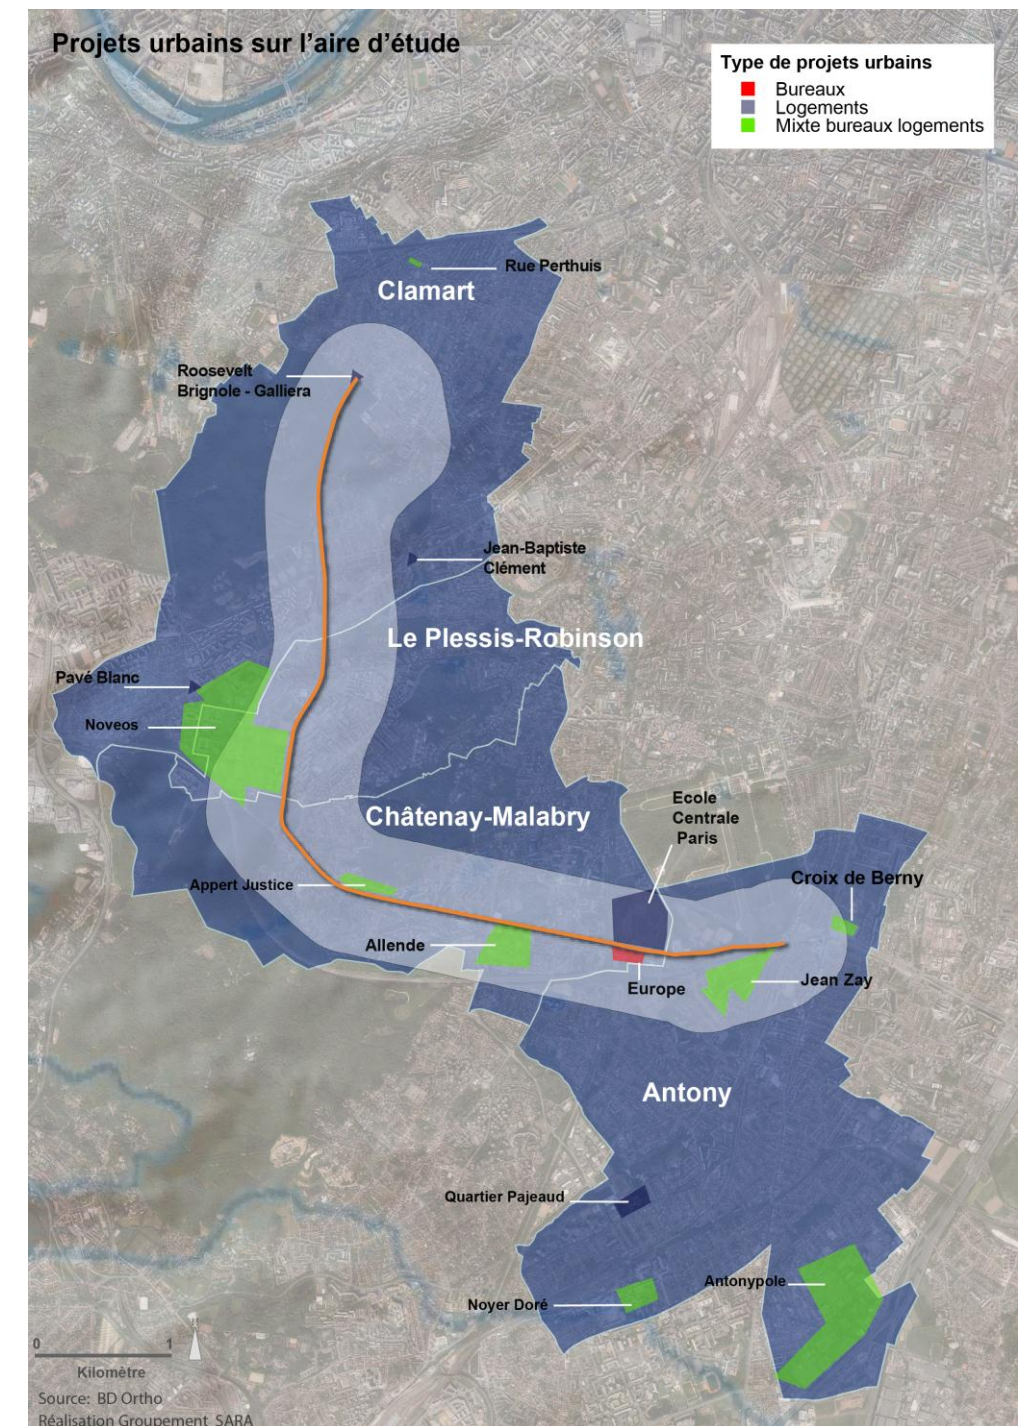 Projets urbains sur l'aire d'étude
Type de projets urbains
Bureaux
Logements
Mixte bureaux logements
Rue Perthuis
Clamart
Roosevelt
Brignole - Galliera
Jean-Baptiste
Clément
Le Plessis-Robinson
Pavé Blanc
Noveos
Ecole
Centrale
Paris
Châtenay-Malabry
Croix de Berny
Appert Justice
Allende
Jean Zay
Europe
Antony
Quartier Pajeaud
Antonypole
Noyer Doré
0 1
Kilomètre
Source: BD Ortho
Réalisation Groupement SARA